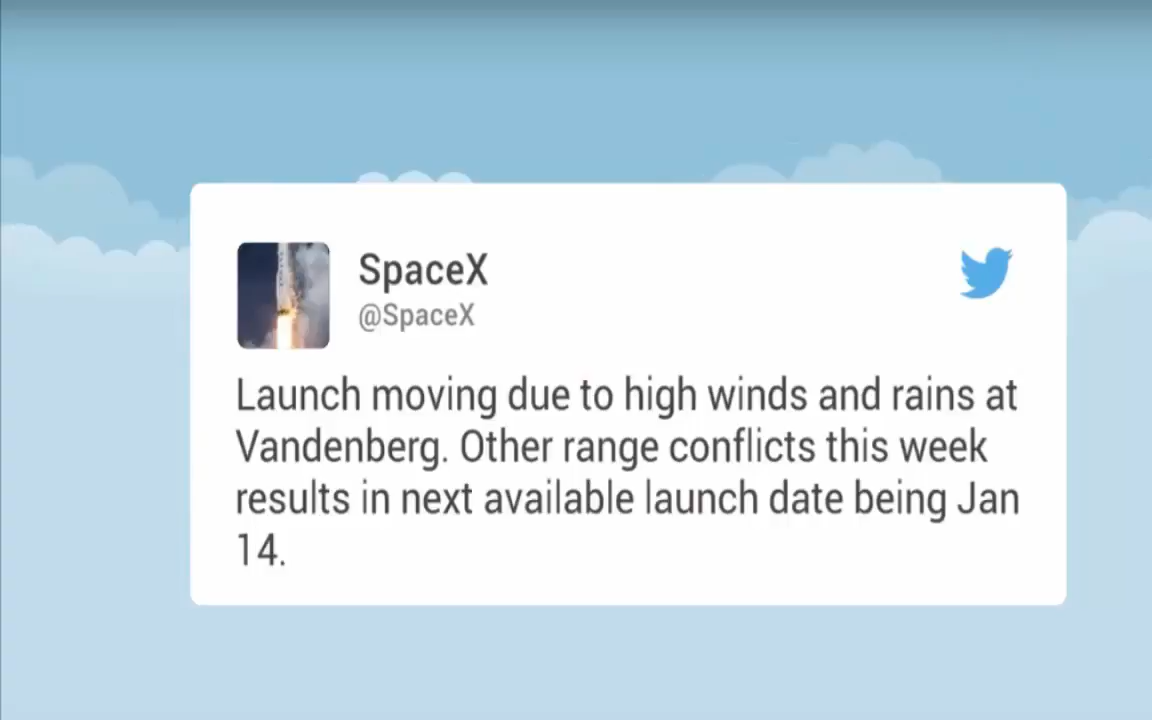 SpaceX
@SpaceX
Launch moving due to high winds and rains at
Vandenberg. Other range conflicts this week
results in next available launch date being Jan
14.